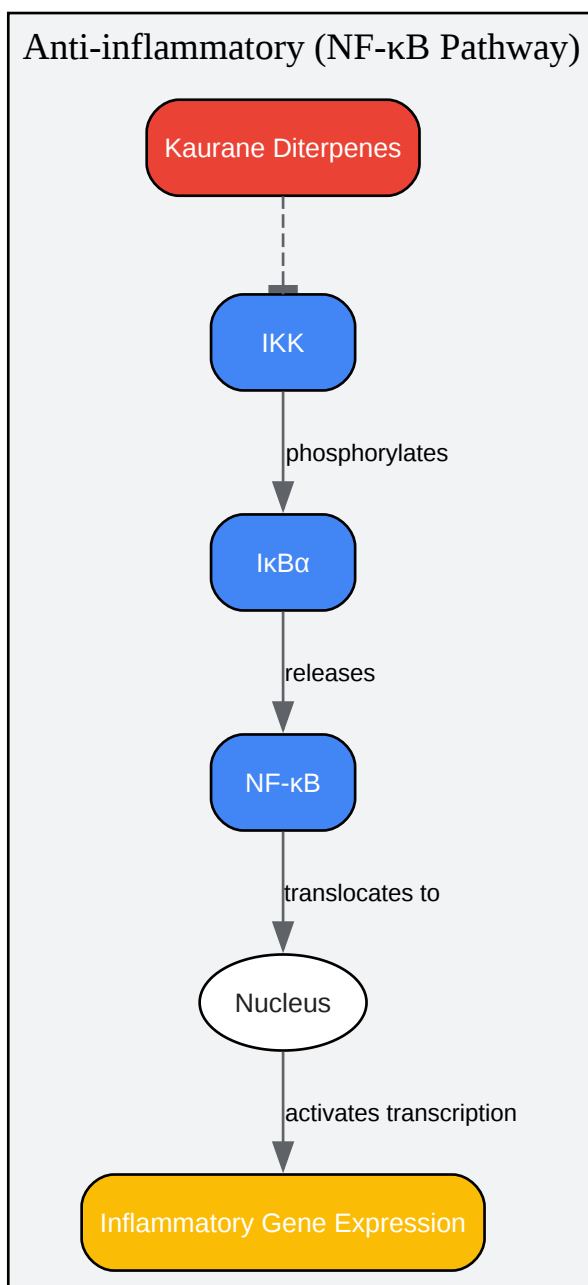 Anti-inflammatory (NF-κB Pathway)
Kaurane Diterpenes
IKK
phosphorylates
IκBα
releases
NF-κB
translocates to
Nucleus
activates transcription
Inflammatory Gene Expression